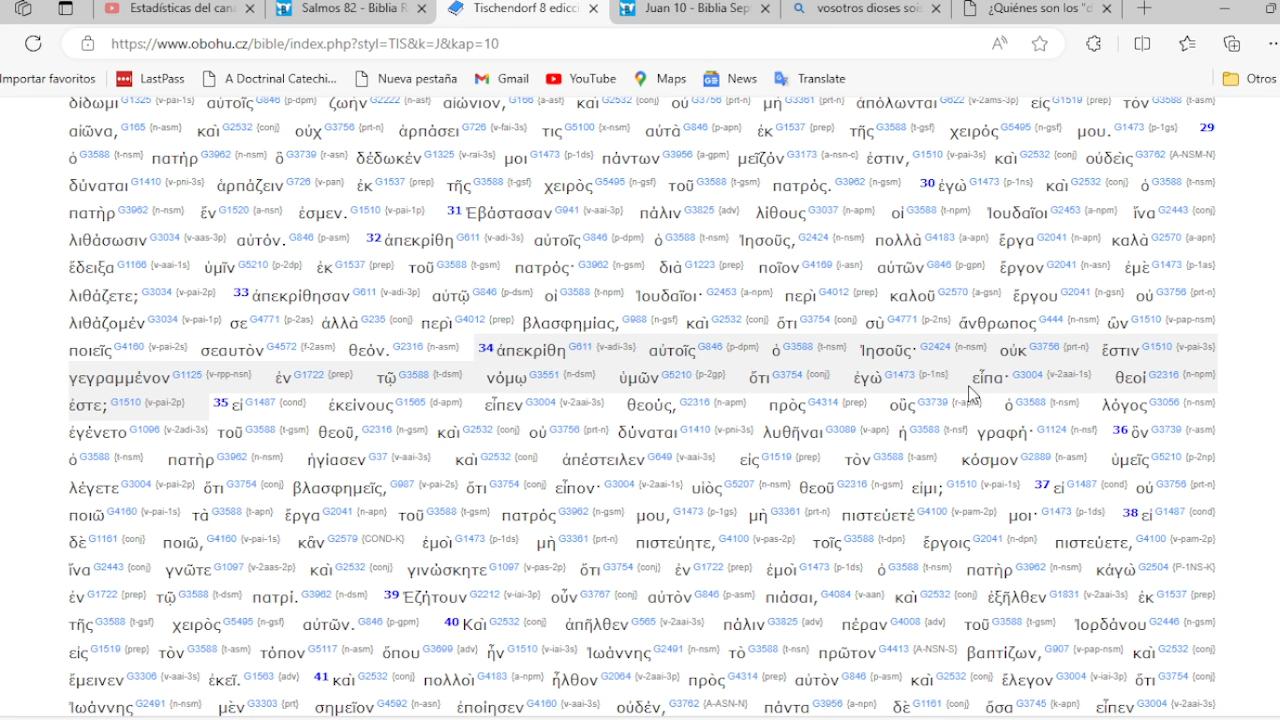 Estadísticas del can
Salmos 82 - Biblia R
Tischendorf 8 edicci
Juan 10 - Biblia Sep
vosotros dioses sois
¿Quiénes son los "d
https://www.obohu.cz/bible/index.php?styl=TIS&k=J&kap=10
mportar favoritos LastPass A Doctrinal Catechi... Nueva pestaña Gmail YouTube Maps News Translate Otros
δίδωμι G1325 {v-pai-1s} αὐτοῖς G846 {p-dpm} ζωὴν G2222 {n-asf} αἰώνιον, G166 {a-asf} καὶ G2532 {conj} οὐ G3756 {prt-n} μὴ G3361 {prt-n} ἀπόλωνται G622 {v-2ams-3p} εἰς G1519 {prep} τὸν G3588 {t-asm}
αἰῶνα, G165 {n-asm} καὶ G2532 {conj} οὐχ G3756 {prt-n} ἁρπάσει G726 {v-fai-3s} τις G5100 {x-nsm} αὐτὰ G846 {p-apn} ἐκ G1537 {prep} τῆς G3588 {t-gsf} χειρός G5495 {n-gsf} μου. G1473 {p-1gs} 29
ὁ G3588 {t-nsm} πατήρ G3962 {n-nsm} ὃ G3739 {r-asn} δέδωκέν G1325 {v-rai-3s} μοι G1473 {p-1ds} πάντων G3956 {a-gpm} μεῖζόν G3173 {a-nsn-c} ἐστιν, G1510 {v-pai-3s} καὶ G2532 {conj} οὐδεὶς G3762 {A-NSM-N}
δύναται G1410 {v-pni-3s} ἁρπάζειν G726 {v-pan} ἐκ G1537 {prep} τῆς G3588 {t-gsf} χειρὸς G5495 {n-gsf} τοῦ G3588 {t-gsm} πατρός. G3962 {n-gsm} 30 ἐγὼ G1473 {p-1ns} καὶ G2532 {conj} ὁ G3588 {t-nsm}
πατὴρ G3962 {n-nsm} ἕν G1520 {a-nsn} ἐσμεν. G1510 {v-pai-1p} 31 Ἐβάστασαν G941 {v-aai-3p} πάλιν G3825 {adv} λίθους G3037 {n-apm} οἱ G3588 {t-npm} Ἰουδαῖοι G2453 {a-npm} ἵνα G2443 {conj}
λιθάσωσιν G3034 {v-aas-3p} αὐτόν. G846 {p-asm} 32 ἀπεκρίθη G611 {v-adi-3s} αὐτοῖς G846 {p-dpm} ὁ G3588 {t-nsm} Ἰησοῦς, G2424 {n-nsm} πολλὰ G4183 {a-apn} ἔργα G2041 {n-apn} καλὰ G2570 {a-apn}
ἔδειξα G1166 {v-aai-1s} ὑμῖν G5210 {p-2dp} ἐκ G1537 {prep} τοῦ G3588 {t-gsm} πατρός· G3962 {n-gsm} διὰ G1223 {prep} ποῖον G4169 {i-asn} αὐτῶν G846 {p-gpn} ἔργον G2041 {n-asn} ἐμὲ G1473 {p-1as}
λιθάζετε; G3034 {v-pai-2p} 33 ἀπεκρίθησαν G611 {v-adi-3p} αὐτῷ G846 {p-dsm} οἱ G3588 {t-npm} Ἰουδαῖοι· G2453 {a-npm} περὶ G4012 {prep} καλοῦ G2570 {a-gsn} ἔργου G2041 {n-gsn} οὐ G3756 {prt-n}
λιθάζομέν G3034 {v-pai-1p} σε G4771 {p-2as} ἀλλὰ G235 {conj} περὶ G4012 {prep} βλασφημίας, G988 {n-gsf} καὶ G2532 {conj} ὅτι G3754 {conj} σὺ G4771 {p-2ns} ἄνθρωπος G444 {n-nsm} ὢν G1510 {v-pap-nsm}
ποιεῖς G4160 {v-pai-2s} σεαυτὸν G4572 {f-2asm} θεόν. G2316 {n-asm} 34 ἀπεκρίθη G611 {v-adi-3s} αὐτοῖς G846 {p-dpm} ὁ G3588 {t-nsm} Ἰησοῦς· G2424 {n-nsm} οὐκ G3756 {prt-n} ἔστιν G1510 {v-pai-3s}
γεγραμμένον G1125 {v-rpp-nsn} ἐν G1722 {prep} τῷ G3588 {t-dsm} νόμῳ G3551 {n-dsm} ὑμῶν G5210 {p-2gp} ὅτι G3754 {conj} ἐγὼ G1473 {p-1ns} εἶπα· G3004 {v-2aai-1s} θεοί G2316 {n-npm}
ἐστε; G1510 {v-pai-2p} 35 εἰ G1487 {cond} ἐκείνους G1565 {d-apm} εἶπεν G3004 {v-2aai-3s} θεούς, G2316 {n-apm} πρὸς G4314 {prep} οὓς G3739 {r-apm} ὁ G3588 {t-nsm} λόγος G3056 {n-nsm}
ἐγένετο G1096 {v-2adi-3s} τοῦ G3588 {t-gsm} θεοῦ, G2316 {n-gsm} καὶ G2532 {conj} οὐ G3756 {prt-n} δύναται G1410 {v-pni-3s} λυθῆναι G3089 {v-apn} ἡ G3588 {t-nsf} γραφή· G1124 {n-nsf} 36 ὃν G3739 {r-asm}
ὁ G3588 {t-nsm} πατὴρ G3962 {n-nsm} ἡγίασεν G37 {v-aai-3s} καὶ G2532 {conj} ἀπέστειλεν G649 {v-aai-3s} εἰς G1519 {prep} τὸν G3588 {t-asm} κόσμον G2889 {n-asm} ὑμεῖς G5210 {p-2np}
λέγετε G3004 {v-pai-2p} ὅτι G3754 {conj} βλασφημεῖς, G987 {v-pai-2s} ὅτι G3754 {conj} εἶπον· G3004 {v-2aai-1s} υἱὸς G5207 {n-nsm} θεοῦ G2316 {n-gsm} εἰμι; G1510 {v-pai-1s} 37 εἰ G1487 {cond} οὐ G3756 {prt-n}
ποιῶ G4160 {v-pai-1s} τὰ G3588 {t-apn} ἔργα G2041 {n-apn} τοῦ G3588 {t-gsm} πατρός G3962 {n-gsm} μου, G1473 {p-1gs} μὴ G3361 {prt-n} πιστεύετέ G4100 {v-pam-2p} μοι· G1473 {p-1ds} 38 εἰ G1487 {cond}
δὲ G1161 {conj} ποιῶ, G4160 {v-pai-1s} κἂν G2579 {COND-K} ἐμοὶ G1473 {p-1ds} μὴ G3361 {prt-n} πιστεύητε, G4100 {v-pas-2p} τοῖς G3588 {t-dpn} ἔργοις G2041 {n-dpn} πιστεύετε, G4100 {v-pam-2p}
ἵνα G2443 {conj} γνῶτε G1097 {v-2aas-2p} καὶ G2532 {conj} γινώσκητε G1097 {v-pas-2p} ὅτι G3754 {conj} ἐν G1722 {prep} ἐμοὶ G1473 {p-1ds} ὁ G3588 {t-nsm} πατὴρ G3962 {n-nsm} κἀγὼ G2504 {P-1NS-K}
ἐν G1722 {prep} τῷ G3588 {t-dsm} πατρί. G3962 {n-dsm} 39 Ἐζήτουν G2212 {v-iai-3p} οὖν G3767 {conj} αὐτὸν G846 {p-asm} πιάσαι, G4084 {v-aan} καὶ G2532 {conj} ἐξῆλθεν G1831 {v-2aai-3s} ἐκ G1537 {prep}
τῆς G3588 {t-gsf} χειρὸς G5495 {n-gsf} αὐτῶν. G846 {p-gpm} 40 Καὶ G2532 {conj} ἀπῆλθεν G565 {v-2aai-3s} πάλιν G3825 {adv} πέραν G4008 {adv} τοῦ G3588 {t-gsm} Ἰορδάνου G2446 {n-gsm}
εἰς G1519 {prep} τὸν G3588 {t-asm} τόπον G5117 {n-asm} ὅπου G3699 {adv} ἦν G1510 {v-iai-3s} Ἰωάννης G2491 {n-nsm} τὸ G3588 {t-nsn} πρῶτον G4413 {A-NSN-S} βαπτίζων, G907 {v-pap-nsm} καὶ G2532 {conj}
ἔμεινεν G3306 {v-aai-3s} ἐκεῖ. G1563 {adv} 41 καὶ G2532 {conj} πολλοὶ G4183 {a-npm} ἦλθον G2064 {v-2aai-3p} πρὸς G4314 {prep} αὐτὸν G846 {p-asm} καὶ G2532 {conj} ἔλεγον G3004 {v-iai-3p} ὅτι G3754 {conj}
Ἰωάννης G2491 {n-nsm} μὲν G3303 {prt} σημεῖον G4592 {n-asn} ἐποίησεν G4160 {v-aai-3s} οὐδέν, G3762 {A-ASN-N} πάντα G3956 {a-npn} δὲ G1161 {conj} ὅσα G3745 {k-apn} εἶπεν G3004 {v-2aai-3s}